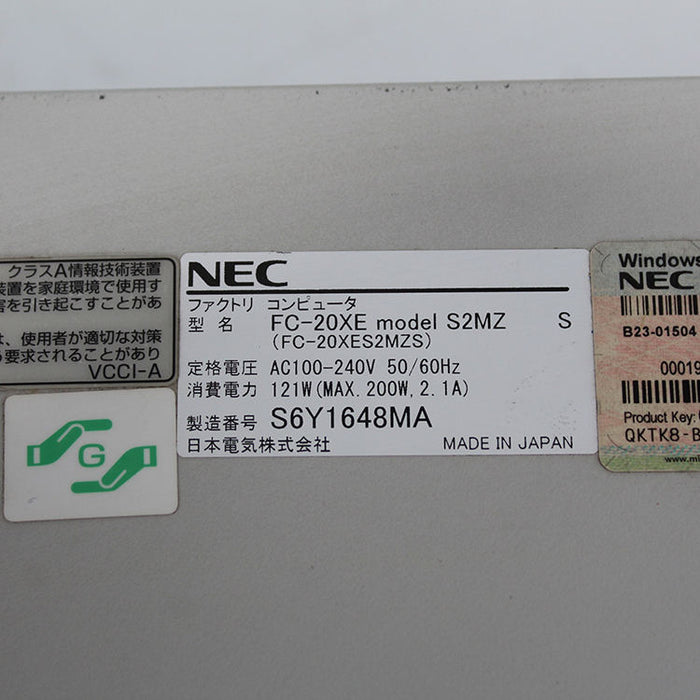 クラスA情報技術装置
装置を家庭環境で使用す
害を引き起こすことがあ
は、使用者が適切な対策
う要求されることがあり
VCCI-A
G
NEC
ファクトリ コンピュータ
型 名 FC-20XE model S2MZ S
(FC-20XES2MZS)
定格電圧 AC100-240V 50/60Hz
消費電力 121W(MAX. 200W, 2.1A)
製造番号 S6Y1648MA
日本電気株式会社 MADE IN JAPAN
Windows
NEC
B23-01504
00019
Product Key:
QKTK8-B
www.mi